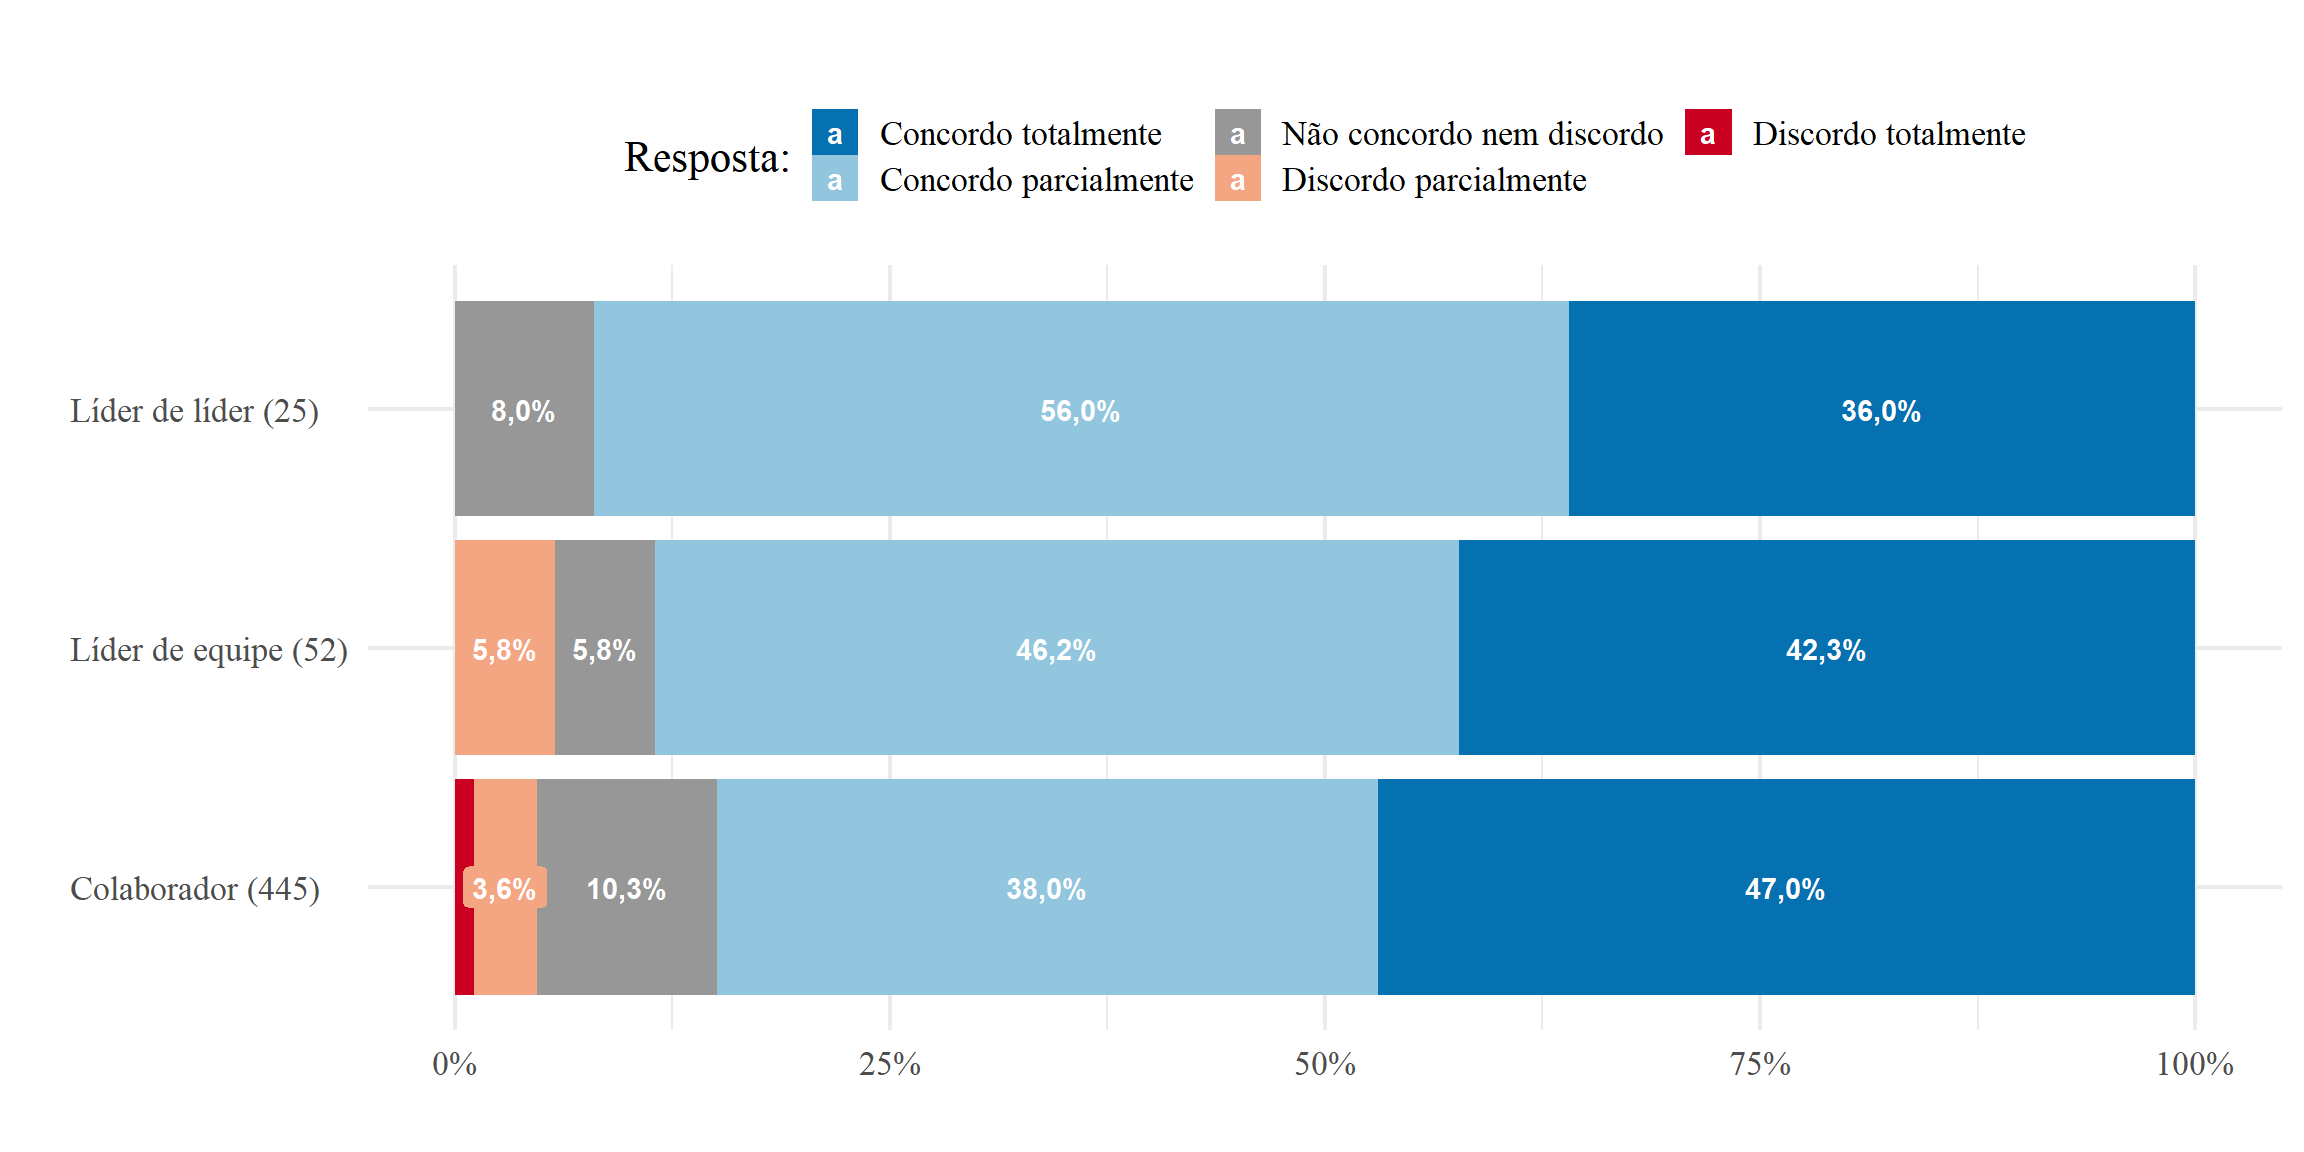 Resposta:
a Concordo totalmente
a Concordo parcialmente
a Não concordo nem discordo
a Discordo parcialmente
a Discordo totalmente
Líder de líder (25)
8,0% 56,0% 36,0%
Líder de equipe (52)
5,8% 5,8% 46,2% 42,3%
Colaborador (445)
3,6% 10,3% 38,0% 47,0%
0% 25% 50% 75% 100%